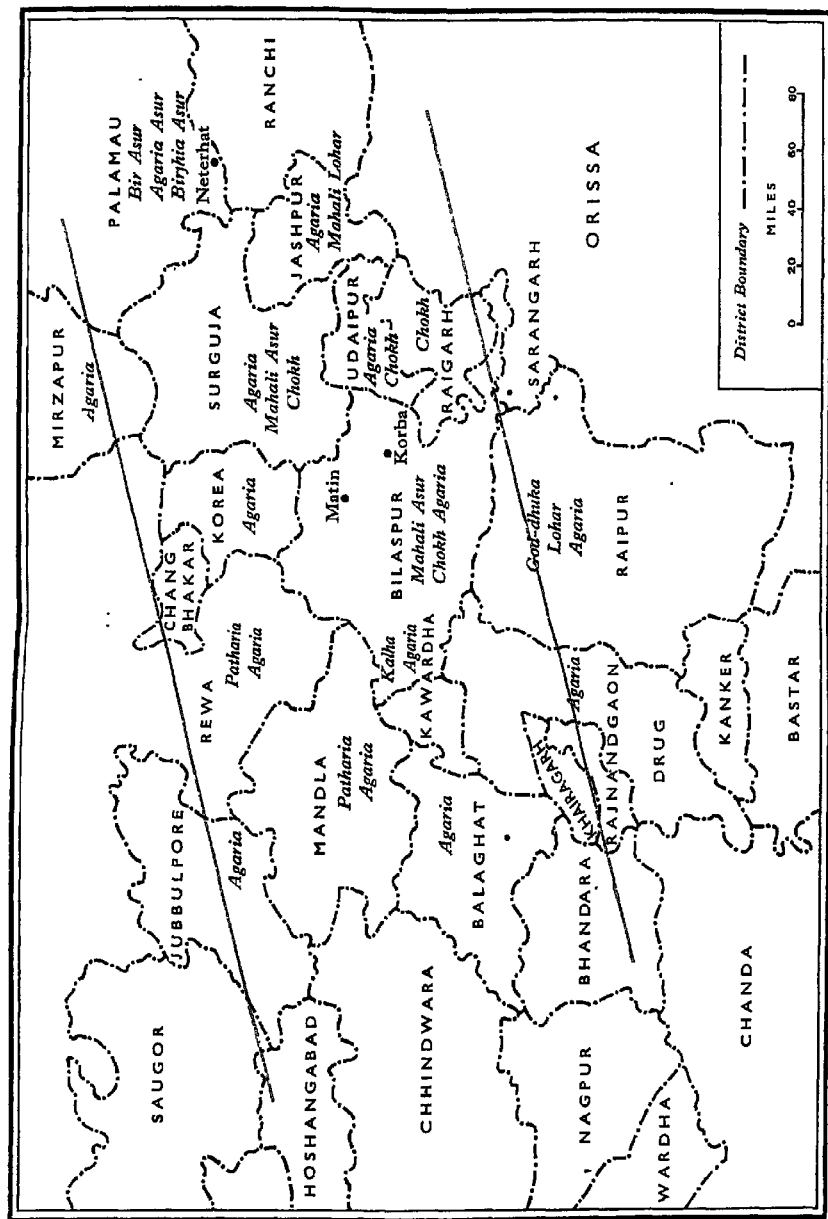 MIRZAPUR
Agaria
PALAMAU
Bir Asur
Agaria Asur
Birjhia Asur
Neterhat
RANCHI
SAUGOR
JUBBULPORE
Agaria
REWA
Patharia
Agaria
CHANG
BHAKAR
KOREA
Agaria
SURGUJA
Agaria
Mahali Asur
Chokh
JASHPUR
Agaria
Mahali Lohar
HOSHANGABAD
MANDLA
Patharia
Agaria
Matin
Korba
UDAIPUR
Agaria
Chokh
CHHINDWARA
Kalha
Agaria
KAWARDHA
BILASPUR
Mahali Asur
Chokh Agaria
Chokh
RAIGARH
Agaria
BALAGHAT
SARANGARH
ORISSA
, NAGPUR
BHANDARA
KHAIRAGARH
Agaria
RAJNANDGAON
God-dhuka
Lohar
Agaria
RAIPUR
WARDHA
DRUG
CHANDA
KANKER
BASTAR
District Boundary
0 20 40 60 80
MILES